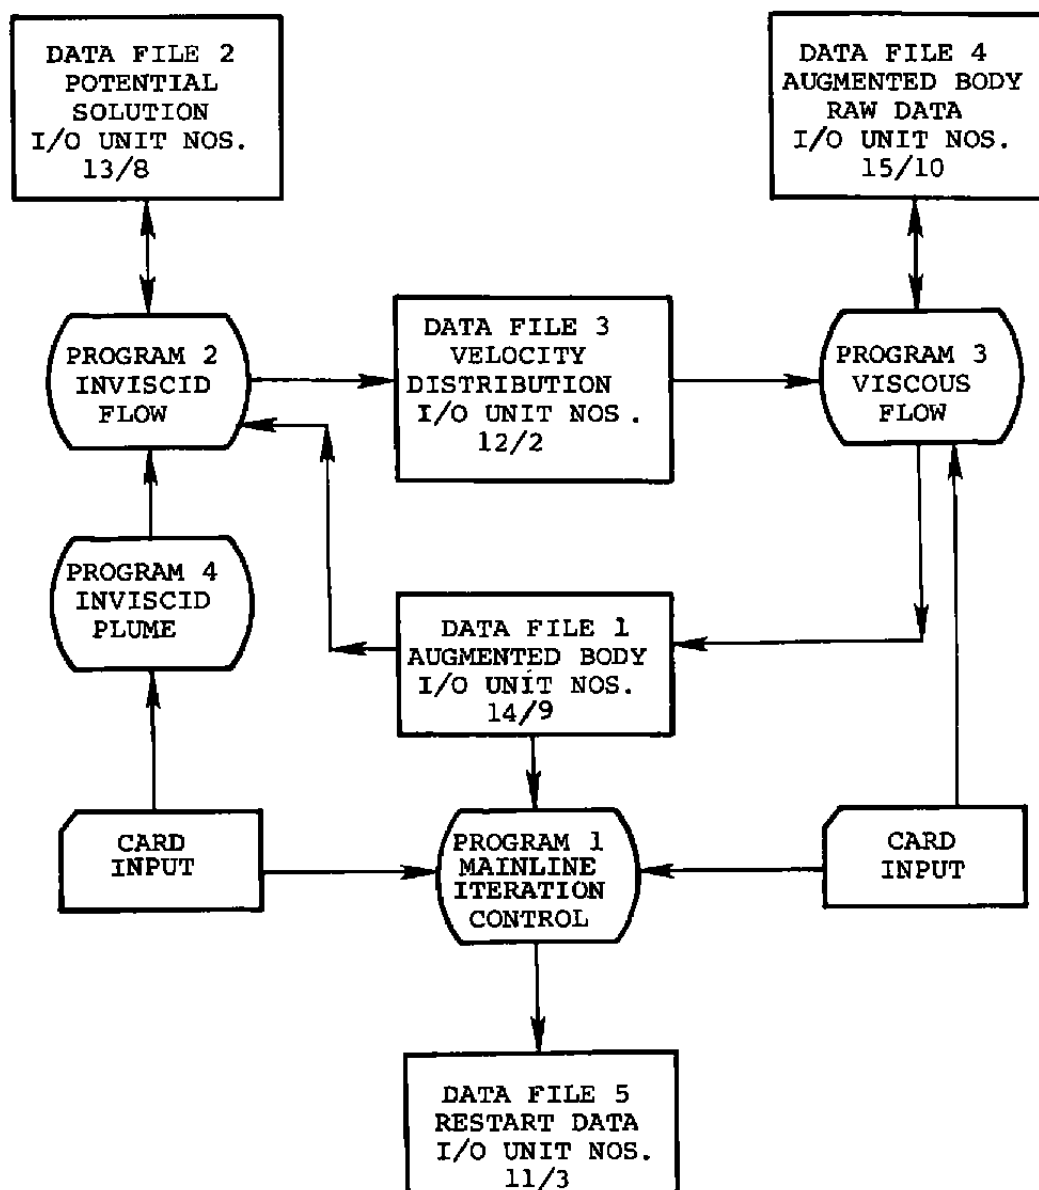 DATA FILE 2
POTENTIAL
SOLUTION
I/O UNIT NOS.
13/8
DATA FILE 4
AUGMENTED BODY
RAW DATA
I/O UNIT NOS.
15/10
PROGRAM 2
INVISCID
FLOW
DATA FILE 3
VELOCITY
DISTRIBUTION
I/O UNIT NOS.
12/2
PROGRAM 3
VISCOUS
FLOW
PROGRAM 4
INVISCID
PLUME
DATA FILE 1
AUGMENTED BODY
I/O UNIT NOS.
14/9
CARD
INPUT
PROGRAM 1
MAINLINE
ITERATION
CONTROL
CARD
INPUT
DATA FILE 5
RESTART DATA
I/O UNIT NOS.
11/3